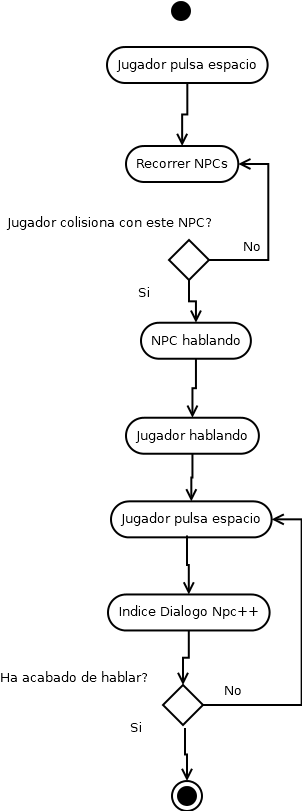 Jugador pulsa espacio
Recorrer NPCs
Jugador colisiona con este NPC?
No
Si
NPC hablando
Jugador hablando
Jugador pulsa espacio
Indice Dialogo Npc++
Ha acabado de hablar?
No
Si